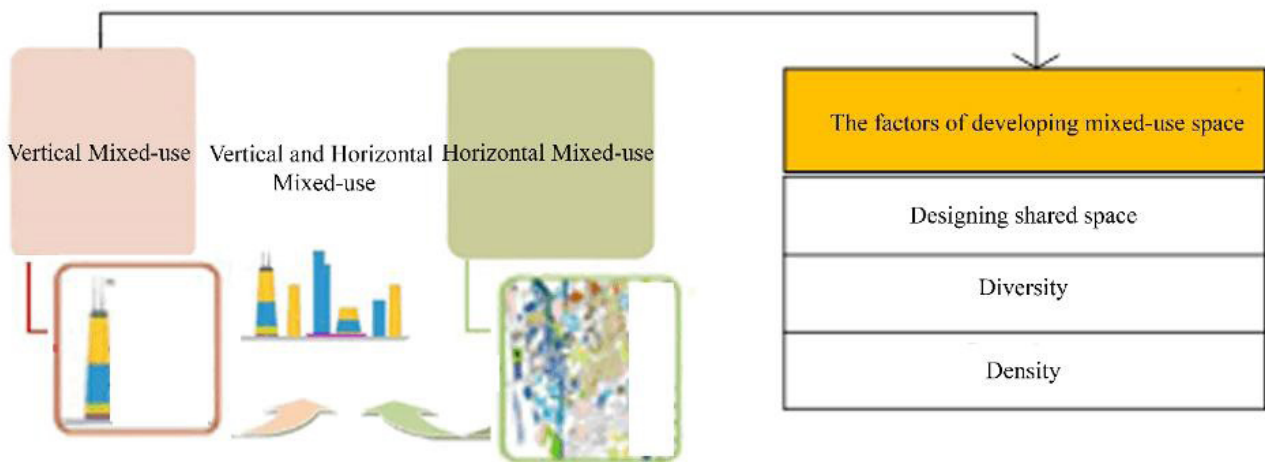 Vertical Mixed-use
Vertical and Horizontal
Mixed-use
Horizontal Mixed-use
The factors of developing mixed-use space
Designing shared space
Diversity
Density